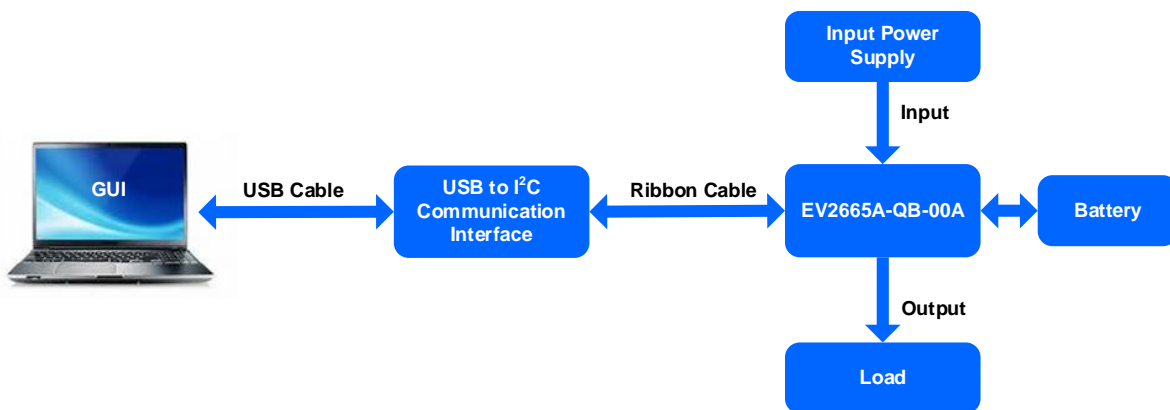 Input Power
Supply
Input
GUI
USB Cable
USB to I²C
Communication
Interface
Ribbon Cable
EV2665A-QB-00A
Battery
Output
Load